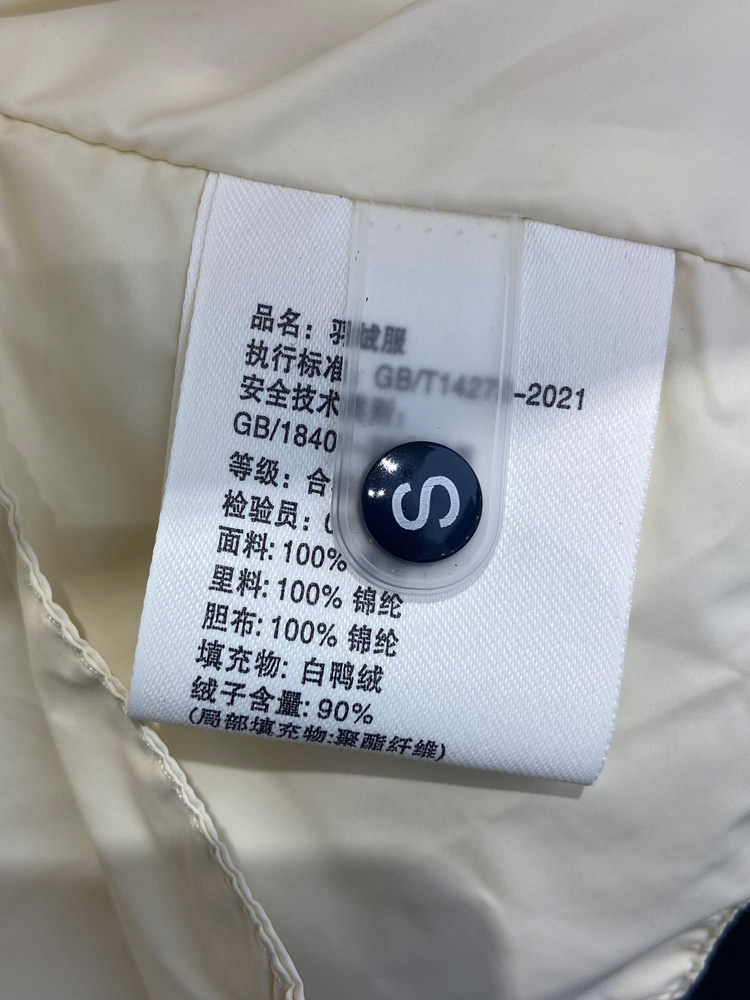 品名：羽绒服
执行标准：GB/T14272-2021
安全技术类别：
GB/1840
等级：合
检验员：0
面料:100%
里料:100% 锦纶
胆布:100% 锦纶
填充物: 白鸭绒
绒子含量:90%
(局部填充物:聚酯纤维)
S